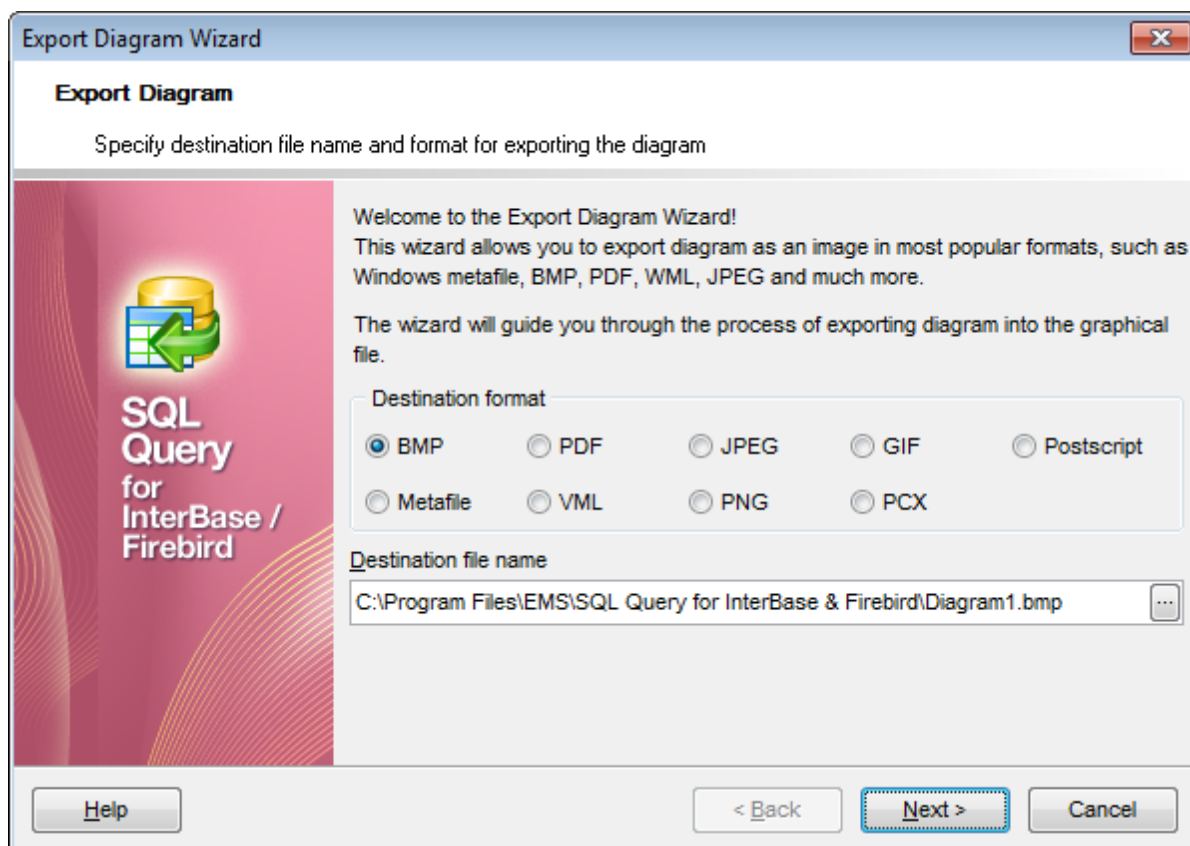 Export Diagram Wizard
Export Diagram
Specify destination file name and format for exporting the diagram
SQL
Query
for
InterBase /
Firebird
Welcome to the Export Diagram Wizard!
This wizard allows you to export diagram as an image in most popular formats, such as
Windows metafile, BMP, PDF, WML, JPEG and much more.
The wizard will guide you through the process of exporting diagram into the graphical
file.
Destination format
BMP PDF JPEG GIF Postscript
Metafile VML PNG PCX
Destination file name
C:\Program Files\EMS\SQL Query for InterBase & Firebird\Diagram1.bmp ...
Help < Back Next > Cancel